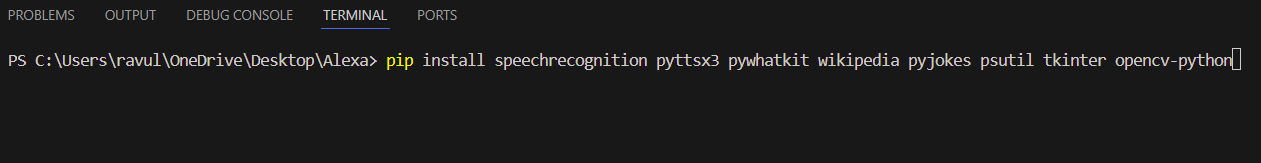 PROBLEMS OUTPUT DEBUG CONSOLE TERMINAL PORTS
PS C:\Users\ravul\OneDrive\Desktop\Alexa> pip install speechrecognition pyttsx3 pywhatkit wikipedia pyjokes psutil tkinter opencv-python